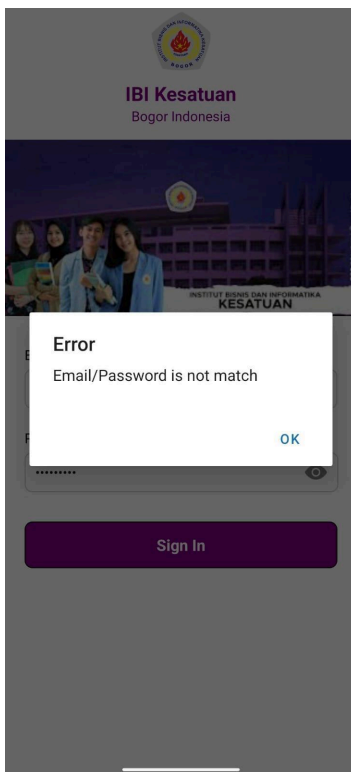 IBI Kesatuan
Bogor Indonesia
INSTITUT BISNIS DAN INFORMATIKA
KESATUAN
Error
Email/Password is not match
OK
Sign In